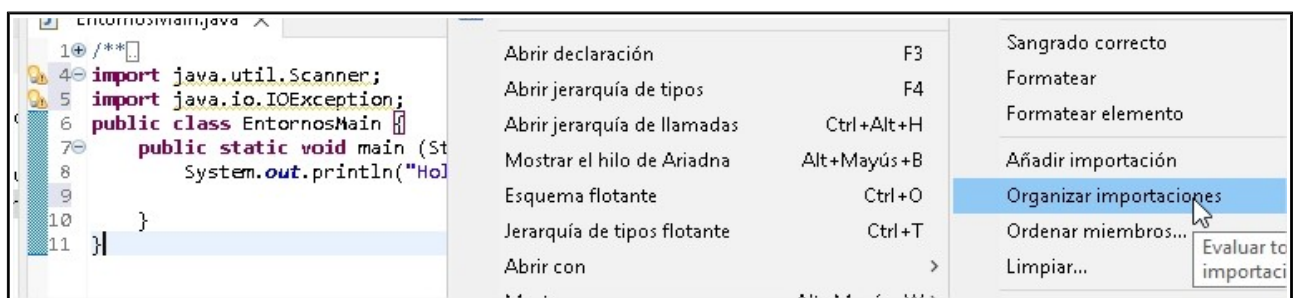 EntornosMain.java
1 /**
4 import java.util.Scanner;
5 import java.io.IOException;
6 public class EntornosMain {
7 public static void main (St
8 System.out.println("Hol
9
10 }
11 }
Abrir declaración F3
Abrir jerarquía de tipos F4
Abrir jerarquía de llamadas Ctrl+Alt+H
Mostrar el hilo de Ariadna Alt+Mayús+B
Esquema flotante Ctrl+O
Jerarquía de tipos flotante Ctrl+T
Abrir con >
Sangrado correcto
Formatear
Formatear elemento
Añadir importación
Organizar importaciones
Ordenar miembros...
Limpiar...
Evaluar to
importaci